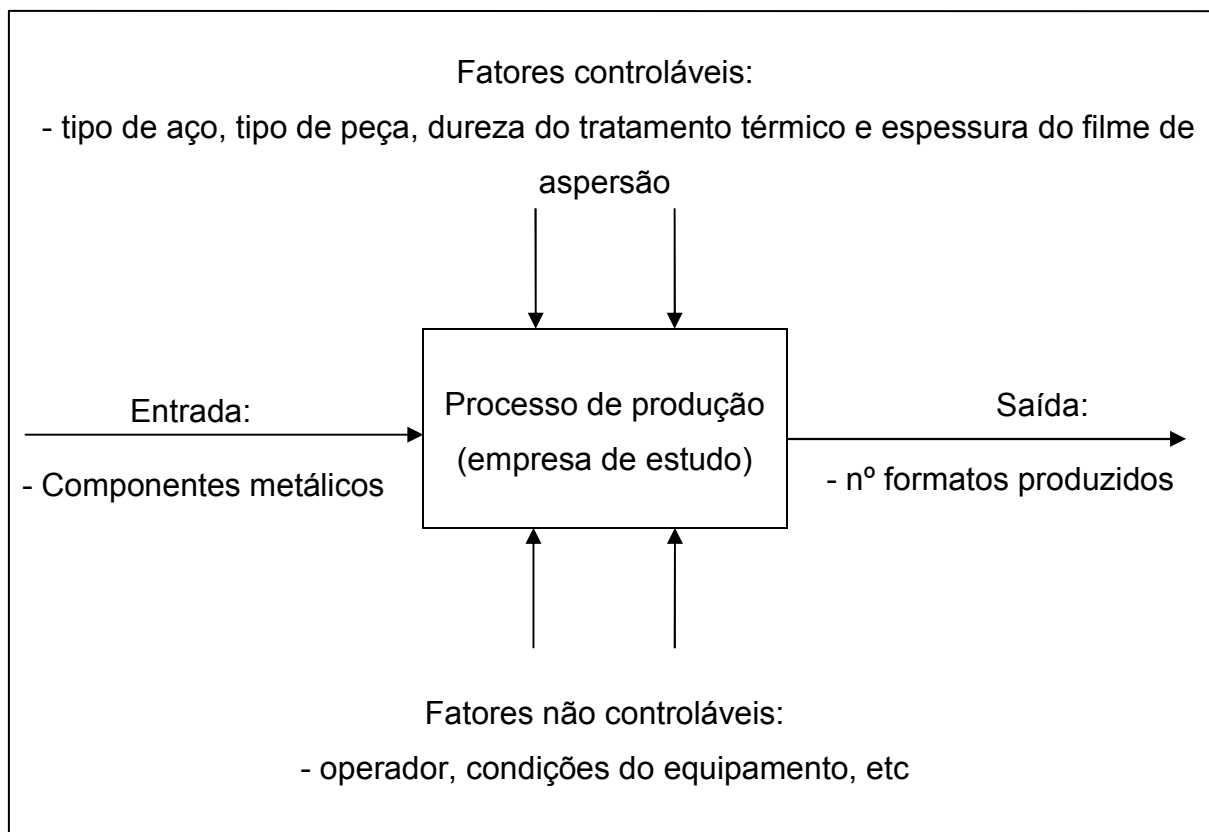 Fatores controláveis:
- tipo de aço, tipo de peça, dureza do tratamento térmico e espessura do filme de
aspersão
Entrada:
- Componentes metálicos
Processo de produção
(empresa de estudo)
Saída:
- nº formatos produzidos
Fatores não controláveis:
- operador, condições do equipamento, etc